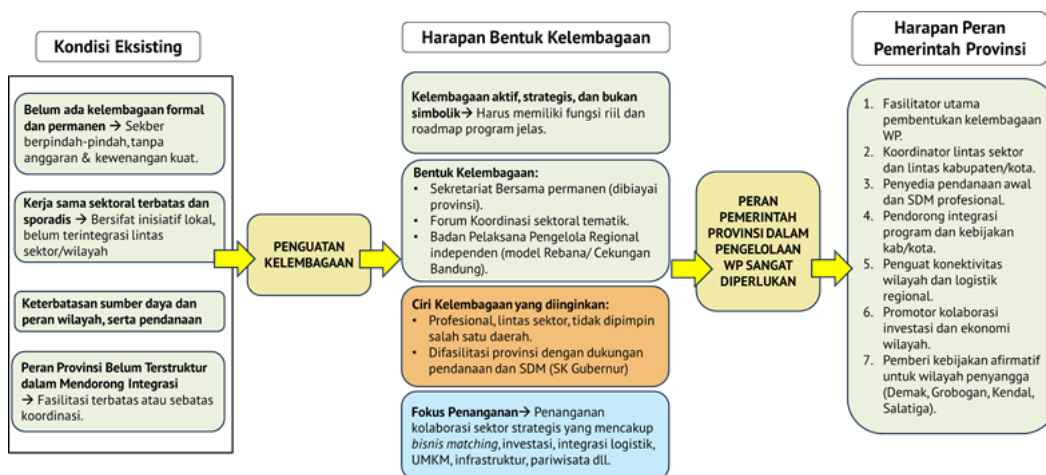 Kondisi Eksisting
Belum ada kelembagaan formal
dan permanen → Sekber
berpindah-pindah, tanpa
anggaran & kewenangan kuat.
Kerja sama sektoral terbatas dan
sporadis → Bersifat inisiatif lokal,
belum terintegrasi lintas
sektor/wilayah
Keterbatasan sumber daya dan
peran wilayah, serta pendanaan
Peran Provinsi Belum Terstruktur
dalam Mendorong Integrasi
→ Fasilitasi terbatas atau sebatas
koordinasi.
PENGUATAN
KELEMBAGAAN
Harapan Bentuk Kelembagaan
Kelembagaan aktif, strategis, dan bukan
simbolik→ Harus memiliki fungsi riil dan
roadmap program jelas.
Bentuk Kelembagaan:
• Sekretariat Bersama permanen (dibiayai
provinsi).
• Forum Koordinasi sektoral tematik.
• Badan Pelaksana Pengelola Regional
independen (model Rebana/ Cekungan
Bandung).
Ciri Kelembagaan yang diinginkan:
• Profesional, lintas sektor, tidak dipimpin
salah satu daerah.
• Difasilitasi provinsi dengan dukungan
pendanaan dan SDM (SK Gubernur)
Fokus Penanganan→ Penanganan
kolaborasi sektor strategis yang mencakup
bisnis matching, investasi, integrasi logistik,
UMKM, infrastruktur, pariwisata dll.
PERAN
PEMERINTAH
PROVINSI DALAM
PENGELOLAAN
WP SANGAT
DIPERLUKAN
Harapan Peran
Pemerintah Provinsi
1. Fasilitator utama
pembentukan kelembagaan
WP.
2. Koordinator lintas sektor
dan lintas kabupaten/kota.
3. Penyedia pendanaan awal
dan SDM profesional.
4. Pendorong integrasi
program dan kebijakan
kab/kota.
5. Penguat konektivitas
wilayah dan logistik
regional.
6. Promotor kolaborasi
investasi dan ekonomi
wilayah.
7. Pemberi kebijakan afirmatif
untuk wilayah penyangga
(Demak, Grobogan, Kendal,
Salatiga).